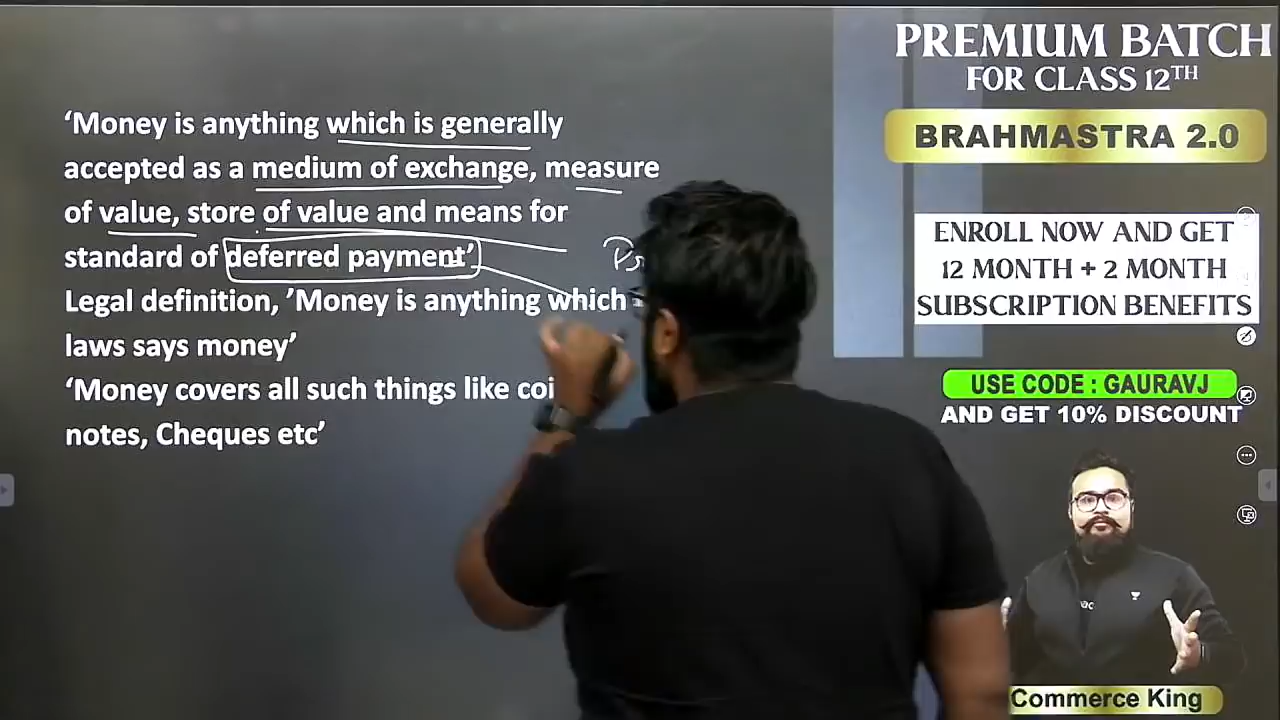 ‘Money is anything which is generally
accepted as a medium of exchange, measure
of value, store of value and means for
standard of deferred payment’
Legal definition, ’Money is anything which
laws says money’
‘Money covers all such things like
notes, Cheques etc’
PREMIUM BATCH
FOR CLASS 12TH
BRAHMASTRA 2.0
ENROLL NOW AND GET
12 MONTH + 2 MONTH
SUBSCRIPTION BENEFITS
USE CODE : GAURAVJ
AND GET 10% DISCOUNT
Commerce King